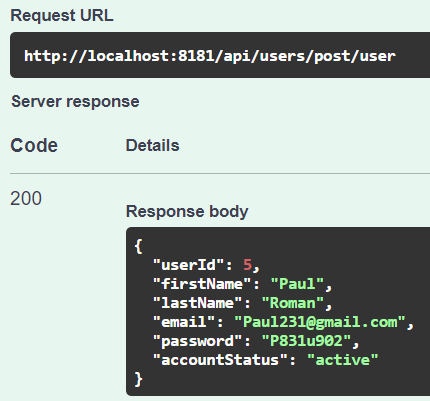 Request URL
http://localhost:8181/api/users/post/user
Server response
Code Details
200
Response body
{
"userId": 5,
"firstName": "Paul",
"lastName": "Roman",
"email": "Paul231@gmail.com",
"password": "P831u902",
"accountStatus": "active"
}